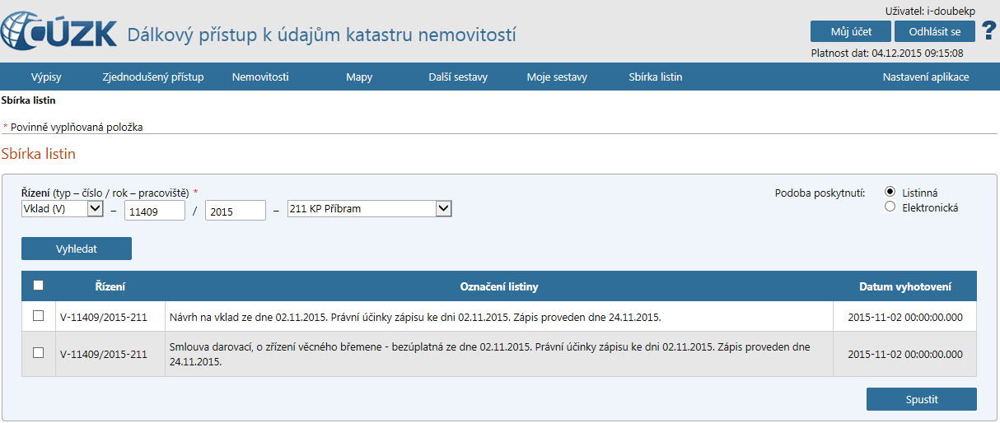 Uživatel: i-doubekp
ČÚZK Dálkový přístup k údajům katastru nemovitostí
Můj účet Odhlásit se ?
Platnost dat: 04.12.2015 09:15:08
Výpisy Zjednodušený přístup Nemovitosti Mapy Další sestavy Moje sestavy Sbírka listin Nastavení aplikace
Sbírka listin
* Povinně vyplňovaná položka
Sbírka listin
Řízení (typ – číslo / rok – pracoviště) * Podoba poskytnutí: Listinná
Vklad (V) – 11409 / 2015 – 211 KP Příbram Elektronická
Vyhledat
Řízení Označení listiny Datum vyhotovení
V-11409/2015-211 Návrh na vklad ze dne 02.11.2015. Právní účinky zápisu ke dni 02.11.2015. Zápis proveden dne 24.11.2015. 2015-11-02 00:00:00.000
V-11409/2015-211 Smlouva darovací, o zřízení věcného břemene - bezúplatná ze dne 02.11.2015. Právní účinky zápisu ke dni 02.11.2015. Zápis proveden dne 2015-11-02 00:00:00.000
24.11.2015.
Spustit